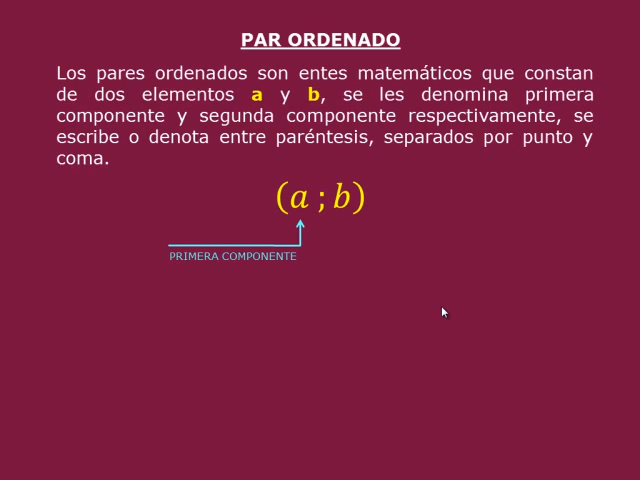 PAR ORDENADO
Los pares ordenados son entes matemáticos que constan
de dos elementos a y b, se les denomina primera
componente y segunda componente respectivamente, se
escribe o denota entre paréntesis, separados por punto y
coma.
(a ; b)
PRIMERA COMPONENTE